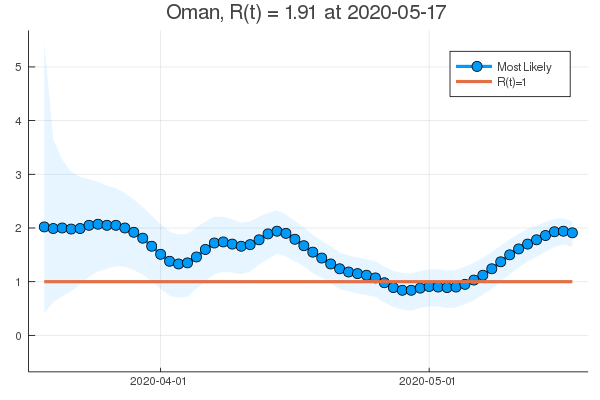 Oman, R(t) = 1.91 at 2020-05-17
Most Likely
R(t)=1
5
4
3
2
1
0
2020-04-01
2020-05-01